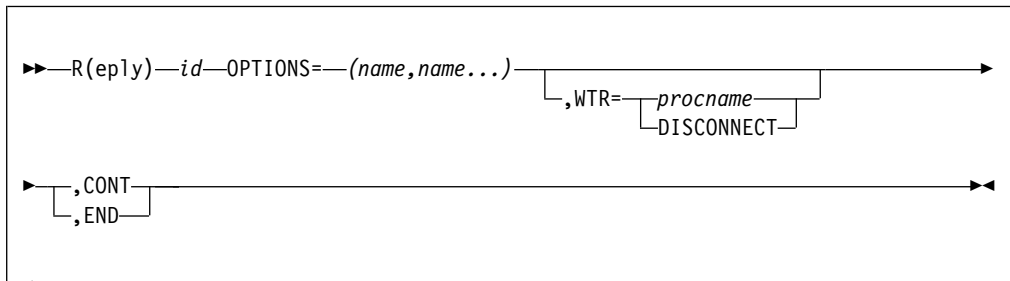 R(eply) id OPTIONS= (name,name...)
,WTR= procname
DISCONNECT
,CONT
,END